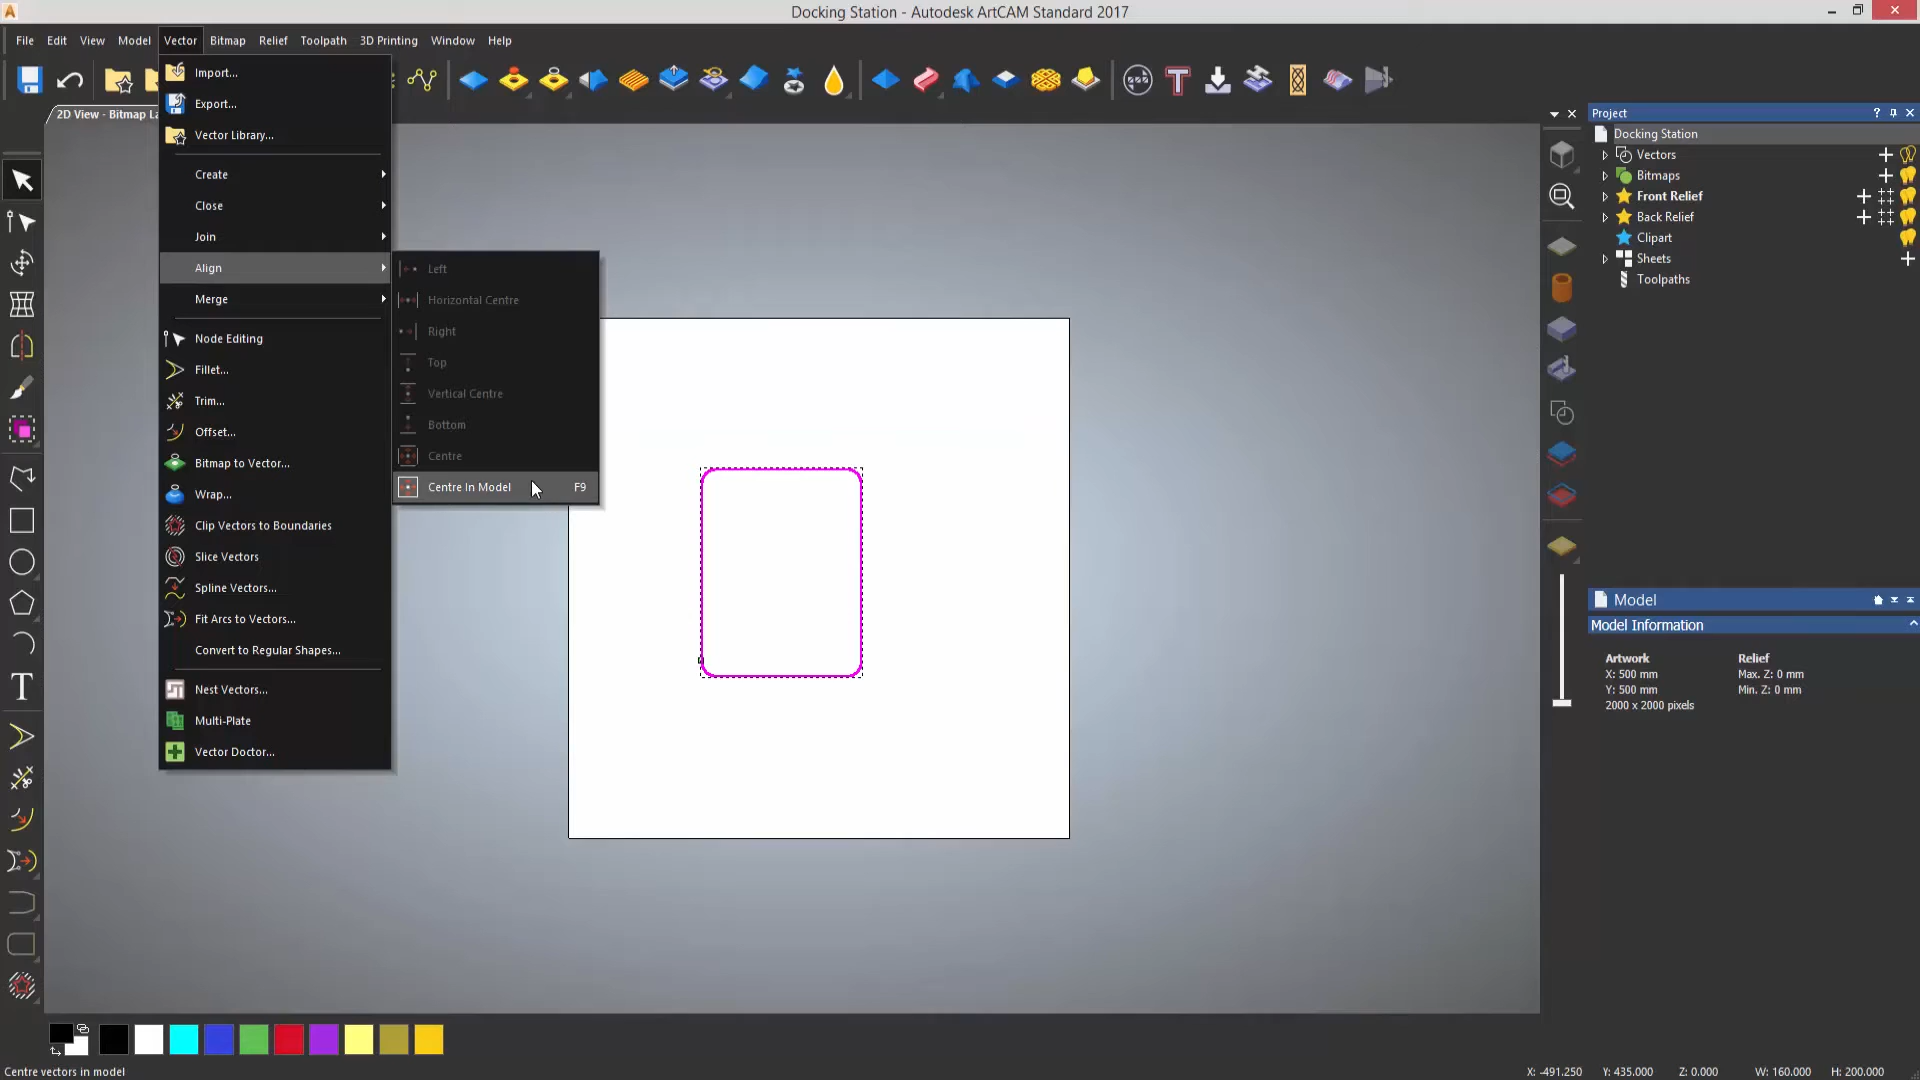 Docking Station - Autodesk ArtCAM Standard 2017
File Edit View Model Vector Bitmap Relief Toolpath 3D Printing Window Help
2D View - Bitmap La
Import...
Export...
Vector Library...
Create
Close
Join
Align
Merge
Node Editing
Fillet...
Trim...
Offset...
Bitmap to Vector...
Wrap...
Clip Vectors to Boundaries
Slice Vectors
Spline Vectors...
Fit Arcs to Vectors...
Convert to Regular Shapes...
Nest Vectors...
Multi-Plate
Vector Doctor...
Left
Horizontal Centre
Right
Top
Vertical Centre
Bottom
Centre
Centre In Model F9
Project
Docking Station
Vectors
Bitmaps
Front Relief
Back Relief
Clipart
Sheets
Toolpaths
Model
Model Information
Artwork Relief
X: 500 mm Max. Z: 0 mm
Y: 500 mm Min. Z: 0 mm
2000 x 2000 pixels
Centre vectors in model X: -491.250 Y: 435.000 Z: 0.000 W: 160.000 H: 200.000